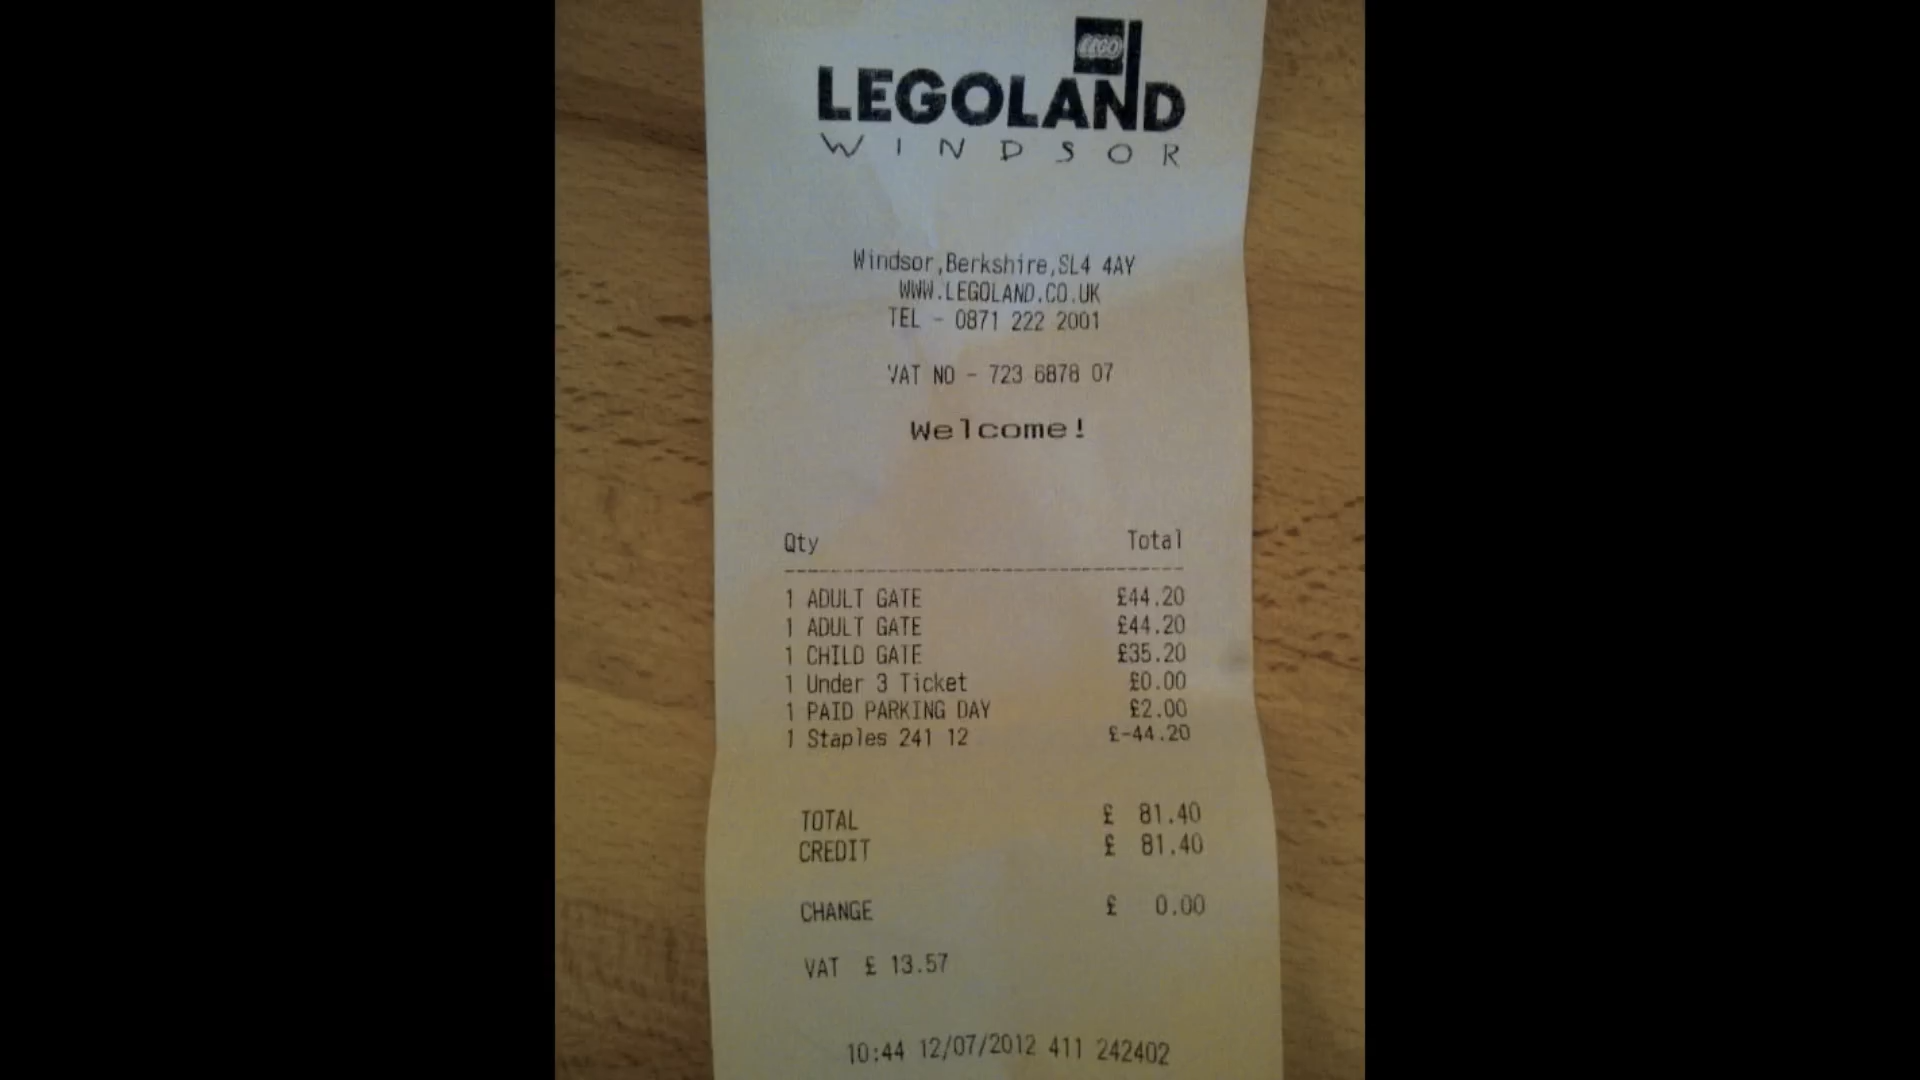 LEGO
LEGOLAND
WINDSOR
Windsor,Berkshire,SL4 4AY
WWW.LEGOLAND.CO.UK
TEL - 0871 222 2001
VAT NO - 723 6878 07
Welcome!
Qty Total
1 ADULT GATE £44.20
1 ADULT GATE £44.20
1 CHILD GATE £35.20
1 Under 3 Ticket £0.00
1 PAID PARKING DAY £2.00
1 Staples 241 12 £-44.20
TOTAL £ 81.40
CREDIT £ 81.40
CHANGE £ 0.00
VAT £ 13.57
10:44 12/07/2012 411 242402